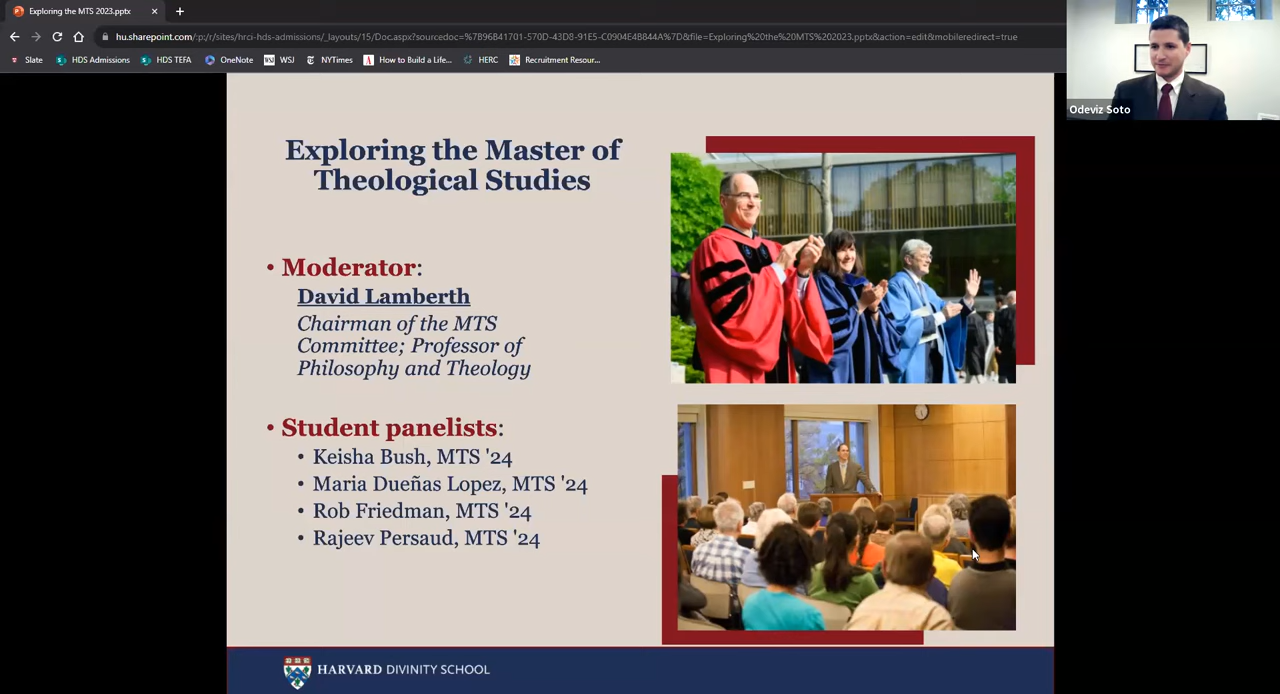 Exploring the MTS 2023.pptx
hu.sharepoint.com/:p:/r/sites/hrci-hds-admissions/_layouts/15/Doc.aspx?sourcedoc=%7B96B41701-570D-43D8-91E5-C0904E4B844A%7D&file=Exploring%20the%20MTS%202023.pptx&action=edit&mobileredirect=true
Slate HDS Admissions HDS TEFA OneNote WSJ WSJ NYTimes A How to Build a Life... HERC Recruitment Resour...
Odeviz Soto
Exploring the Master of
Theological Studies
• Moderator:
David Lamberth
Chairman of the MTS
Committee; Professor of
Philosophy and Theology
• Student panelists:
• Keisha Bush, MTS '24
• Maria Dueñas Lopez, MTS '24
• Rob Friedman, MTS '24
• Rajeev Persaud, MTS '24
HARVARD DIVINITY SCHOOL